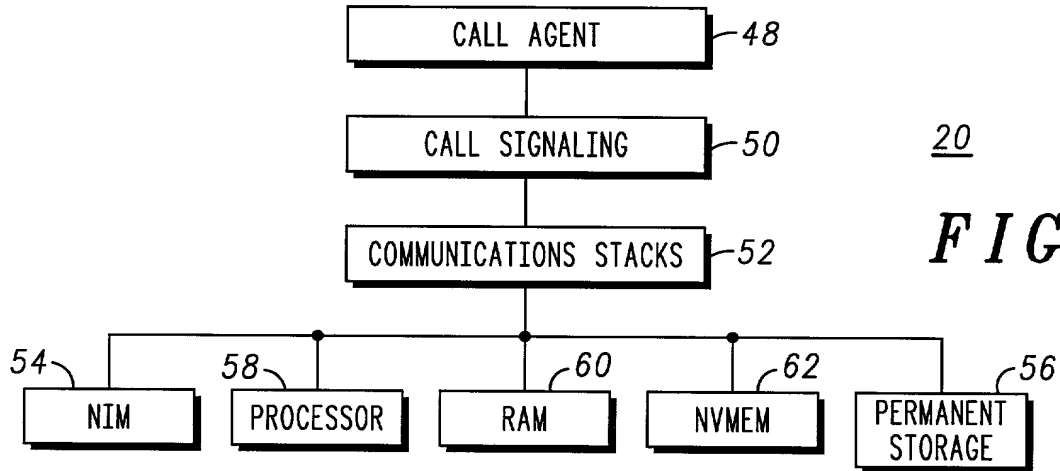 CALL AGENT
48
CALL SIGNALING
50
20
COMMUNICATIONS STACKS
52
FIG
54
NIM
58
PROCESSOR
60
RAM
62
NVMEM
56
PERMANENT
STORAGE